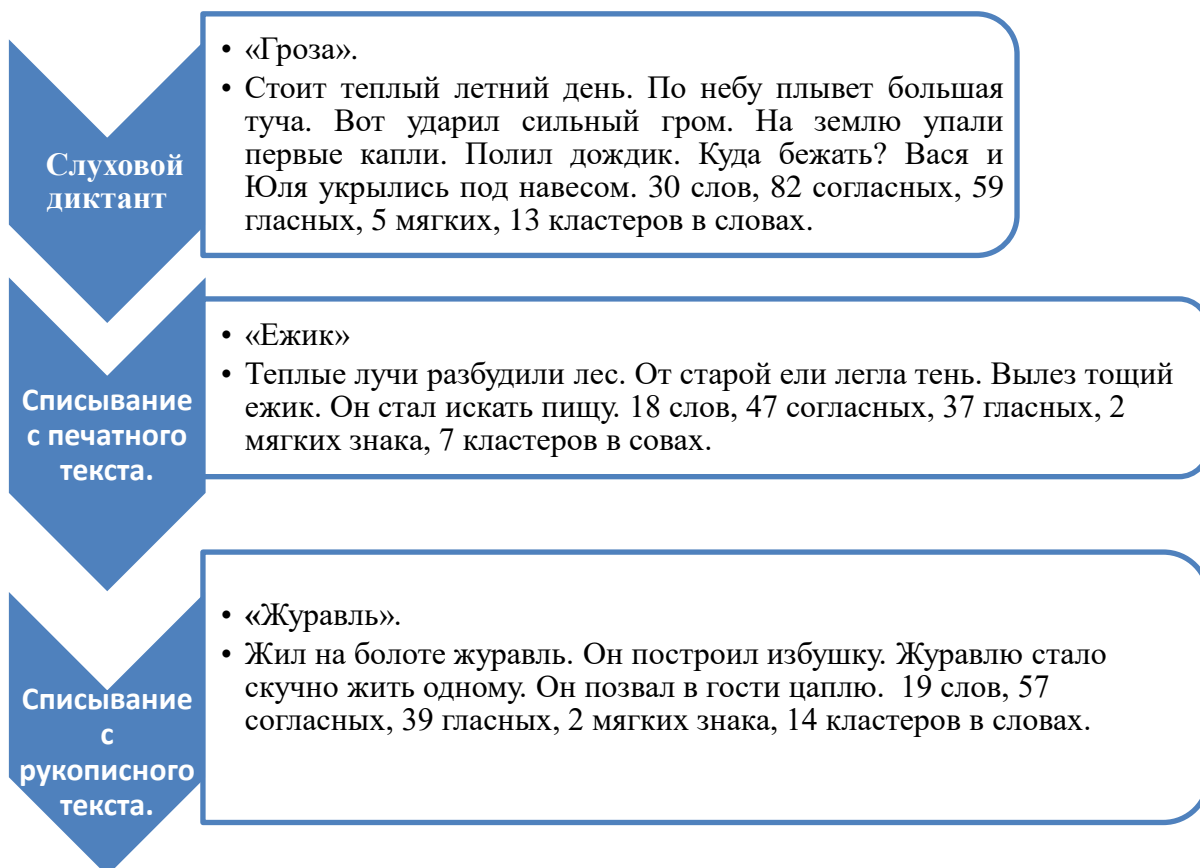 Слуховой
диктант
• «Гроза».
• Стоит теплый летний день. По небу плывет большая
туча. Вот ударил сильный гром. На землю упали
первые капли. Полил дождик. Куда бежать? Вася и
Юля укрылись под навесом. 30 слов, 82 согласных, 59
гласных, 5 мягких, 13 кластеров в словах.
Списывание
с печатного
текста.
• «Ежик»
• Теплые лучи разбудили лес. От старой ели легла тень. Вылез тощий
ежик. Он стал искать пищу. 18 слов, 47 согласных, 37 гласных, 2
мягких знака, 7 кластеров в совах.
Списывание
с
рукописного
текста.
• «Журавль».
• Жил на болоте журавль. Он построил избушку. Журавлю стало
скучно жить одному. Он позвал в гости цаплю. 19 слов, 57
согласных, 39 гласных, 2 мягких знака, 14 кластеров в словах.